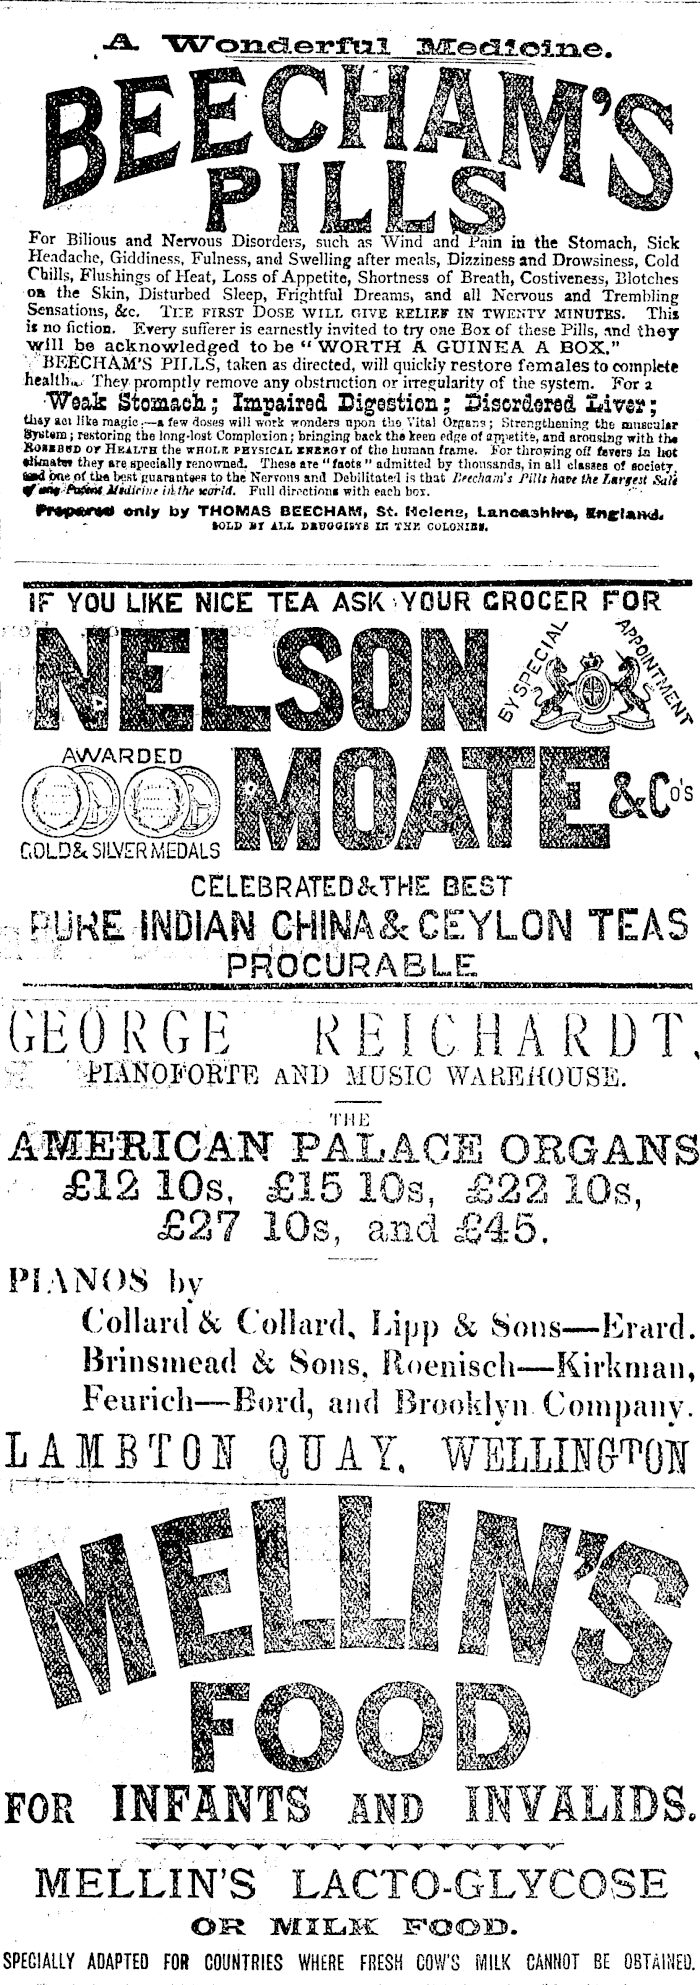 A Wonderful Medicine.
BEECHAM'S
PILLS
For Bilious and Nervous Disorders, such as Wind and Pain in the Stomach, Sick
Headache, Giddiness, Fulness, and Swelling after meals, Dizziness and Drowsiness, Cold
Chills, Flushings of Heat, Loss of Appetite, Shortness of Breath, Costiveness, Blotches
on the Skin, Disturbed Sleep, Frightful Dreams, and all Nervous and Trembling
Sensations, &c. THE FIRST DOSE WILL GIVE RELIEF IN TWENTY MINUTES. This
is no fiction. Every sufferer is earnestly invited to try one Box of these Pills, and they
will be acknowledged to be "WORTH A GUINEA A BOX."
BEECHAM'S PILLS, taken as directed, will quickly restore females to complete
health. They promptly remove any obstruction or irregularity of the system. For a
Weak Stomach; Impaired Digestion; Disordered Liver;
they act like magic:—a few doses will work wonders upon the Vital Organs; Strengthening the muscular
System; restoring the long-lost Complexion; bringing back the keen edge of appetite, and arousing with the
ROSEBUD OF HEALTH the WHOLE PHYSICAL ENERGY of the human frame. For throwing off fevers in hot
climates they are specially renowned. These are "facts" admitted by thousands, in all classes of society,
and one of the best guarantees to the Nervous and Debilitated is that Beecham's Pills have the Largest Sale
of any Patent Medicine in the world. Full directions with each box.
Prepared only by THOMAS BEECHAM, St. Helens, Lancashire, England.
SOLD BY ALL DRUGGISTS IN THE COLONIES.
IF YOU LIKE NICE TEA ASK YOUR GROCER FOR
NELSON
BY SPECIAL APPOINTMENT
AWARDED
MOATE & Co's
GOLD & SILVER MEDALS
CELEBRATED & THE BEST
PURE INDIAN CHINA & CEYLON TEAS
PROCURABLE
GEORGE REICHARDT,
PIANOFORTE AND MUSIC WAREHOUSE.
THE
AMERICAN PALACE ORGANS
£12 10s, £15 10s, £22 10s,
£27 10s, and £45.
PIANOS by
Collard & Collard, Lipp & Sons—Erard.
Brinsmead & Sons, Roenisch—Kirkman,
Feurich—Bord, and Brooklyn Company.
LAMBTON QUAY, WELLINGTON
MELLIN'S
FOOD
FOR INFANTS AND INVALIDS.
MELLIN'S LACTO-GLYCOSE
OR MILK FOOD.
SPECIALLY ADAPTED FOR COUNTRIES WHERE FRESH COW'S MILK CANNOT BE OBTAINED.